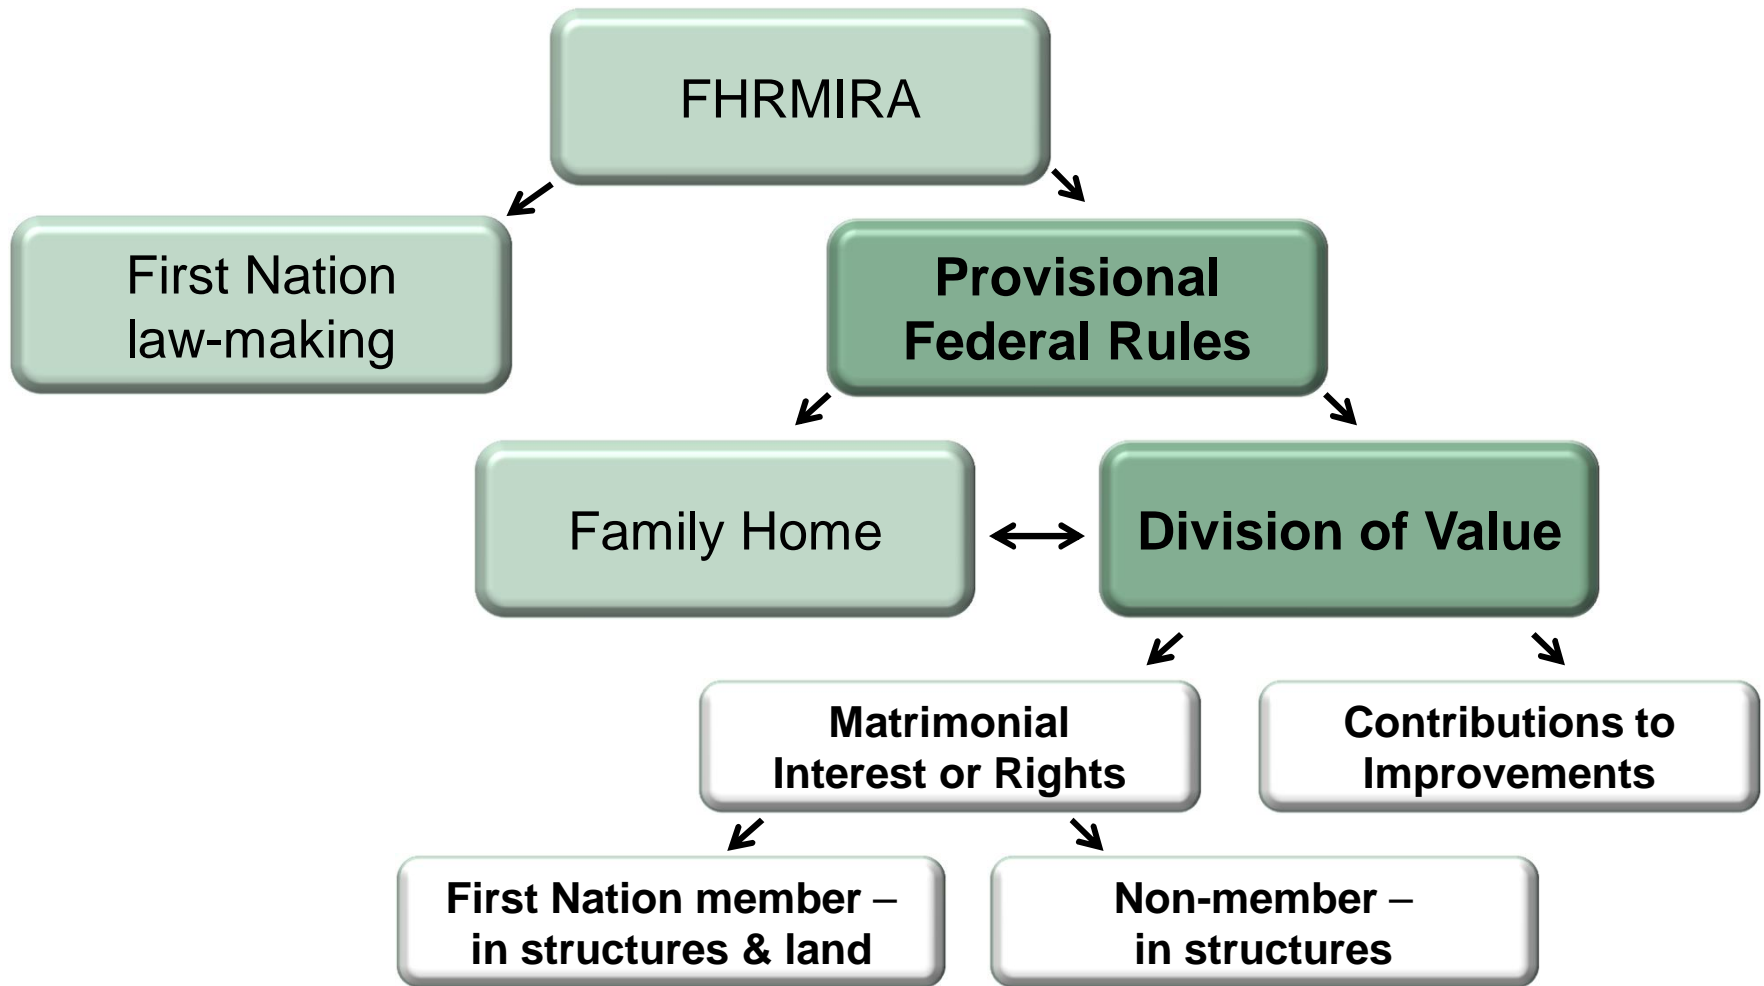 FHRMIRA
First Nation
law-making
Provisional
Federal Rules
Family Home
Division of Value
Matrimonial
Interest or Rights
Contributions to
Improvements
First Nation member –
in structures & land
Non-member –
in structures